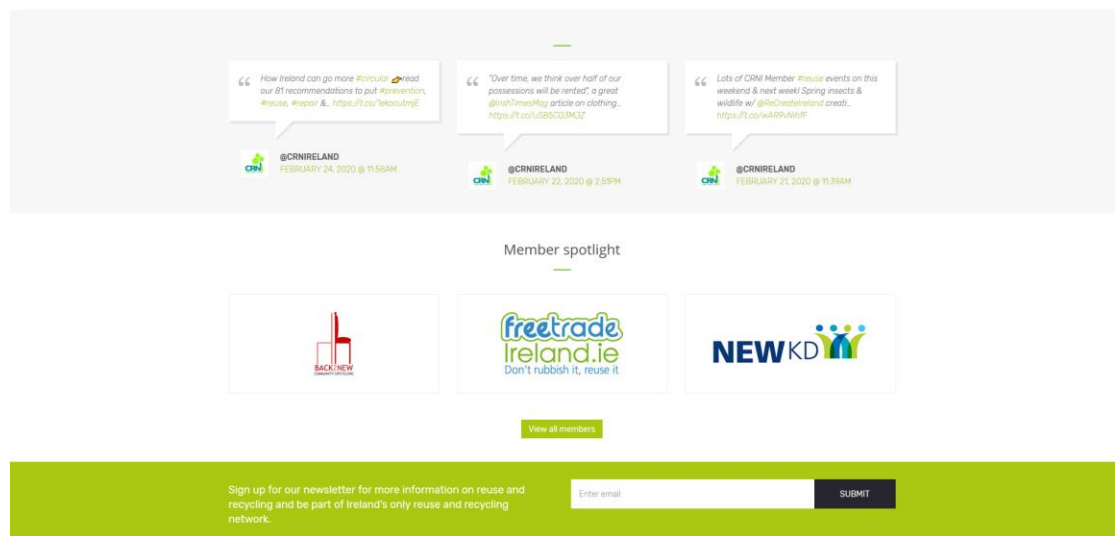 How Ireland can go more #circular 👉read
our 81 recommendations to put #prevention,
#reuse, #repair &.. https://t.co/1ekocutmjE
@CRNIRELAND
FEBRUARY 24, 2020 @ 11:58AM
"Over time, we think over half of our
possessions will be rented", a great
@IrishTimesMag article on clothing…
https://t.co/uSB5CQ3MJZ
@CRNIRELAND
FEBRUARY 22, 2020 @ 2:51PM
Lots of CRNI Member #reuse events on this
weekend & next week! Spring insects &
wildlife w/ @ReCreateIreland creati…
https://t.co/wAR9vNihfF
@CRNIRELAND
FEBRUARY 21, 2020 @ 11:39AM
Member spotlight
BACK2NEW
COMMUNITY UPCYCLING
freetrade
Ireland.ie
Don't rubbish it, reuse it
NEWKD
View all members
Sign up for our newsletter for more information on reuse and
recycling and be part of Ireland's only reuse and recycling
network.
Enter email
SUBMIT